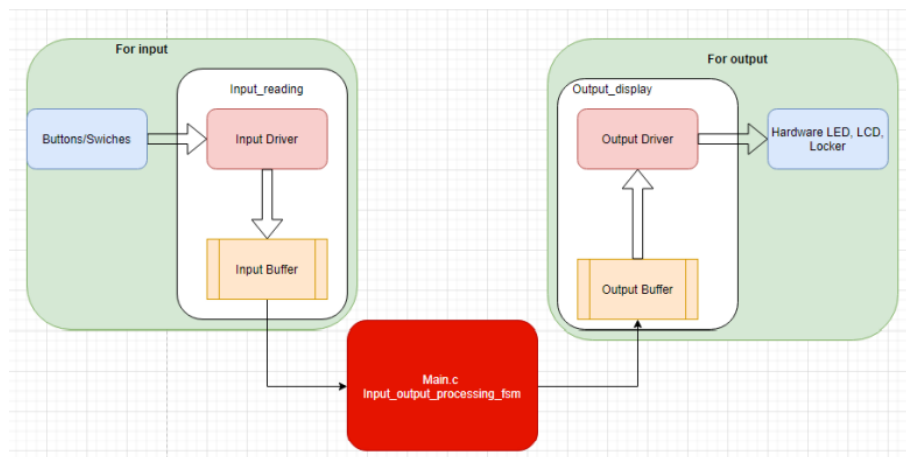 For input
Input_reading
Buttons/Swiches
Input Driver
Input Buffer
Main.c
Input_output_processing_fsm
For output
Output_display
Output Driver
Hardware LED, LCD,
Locker
Output Buffer